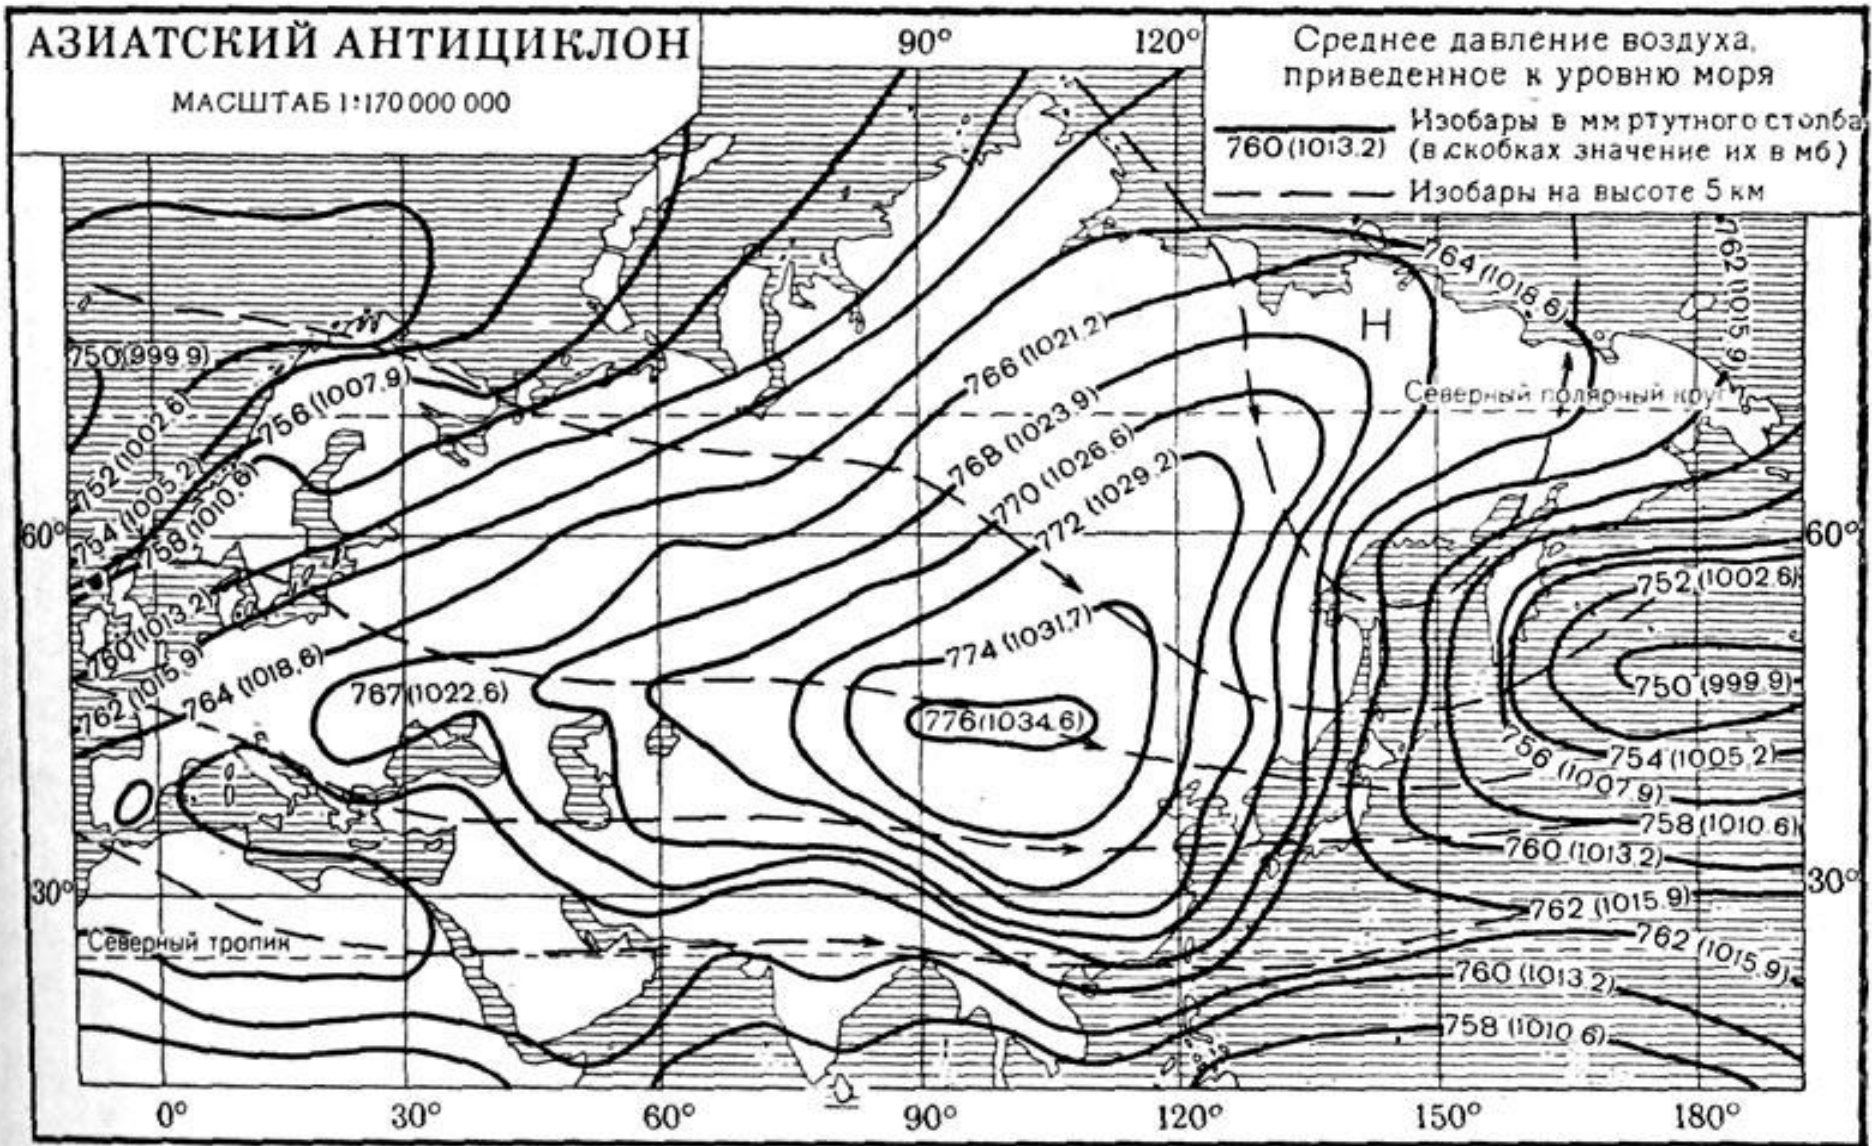 АЗИАТСКИЙ АНТИЦИКЛОН
МАСШТАБ 1:170 000 000
90° 120°
Среднее давление воздуха,
приведенное к уровню моря
Изобары в мм ртутного столба
760 (1013.2) (в скобках значение их в мб)
Изобары на высоте 5 км
764 (1018.6)
762 (1015.9)
750 (999.9)
766 (1021.2)
Н
756 (1007.9)
Северный полярный круг
752 (1002.6)
768 (1023.9)
770 (1026.6)
754 (1005.2)
758 (1010.6)
772 (1029.2)
60° 60°
752 (1002.6)
760 (1013.2)
774 (1031.7)
762 (1015.9)
764 (1018,6)
767 (1022.6)
750 (999.9)
776 (1034.6)
756 (1007.9)
754 (1005,2)
758 (1010.6)
760 (1013.2)
30° 30°
762 (1015.9)
Северный тропик
762 (1015.9)
760 (1013.2)
758 (1010 6)
0° 30° 60° 90° 120° 150° 180°